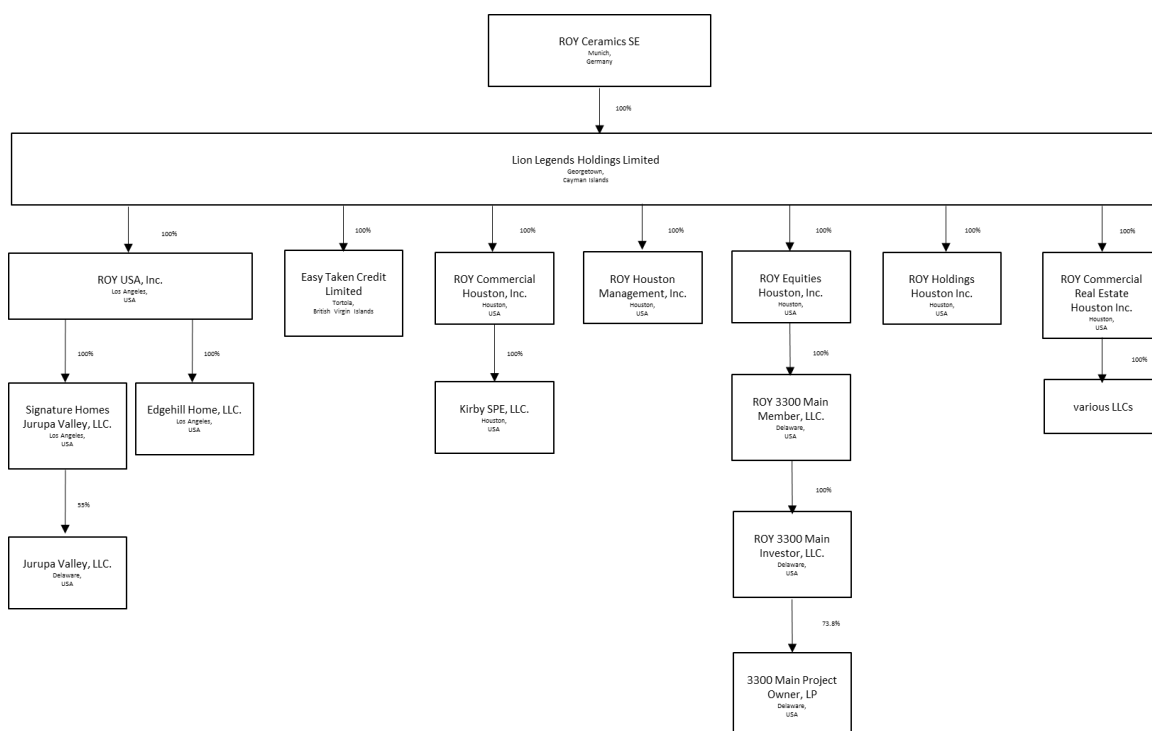 ROY Ceramics SE
Munich,
Germany
100%
Lion Legends Holdings Limited
Georgetown,
Cayman Islands
100%
100%
100%
100%
100%
100%
100%
ROY USA, Inc.
Los Angeles,
USA
Easy Taken Credit
Limited
Tortola,
British Virgin Islands
ROY Commercial
Houston, Inc.
Houston,
USA
ROY Houston
Management, Inc.
Houston,
USA
ROY Equities
Houston, Inc.
Houston,
USA
ROY Holdings
Houston Inc.
Houston,
USA
ROY Commercial
Real Estate
Houston Inc.
Houston,
USA
100%
100%
100%
100%
100%
Signature Homes
Jurupa Valley, LLC.
Los Angeles,
USA
Edgehill Home, LLC.
Los Angeles,
USA
Kirby SPE, LLC.
Houston,
USA
ROY 3300 Main
Member, LLC.
Delaware,
USA
various LLCs
55%
100%
Jurupa Valley, LLC.
Delaware,
USA
ROY 3300 Main
Investor, LLC.
Delaware,
USA
73.8%
3300 Main Project
Owner, LP
Delaware,
USA